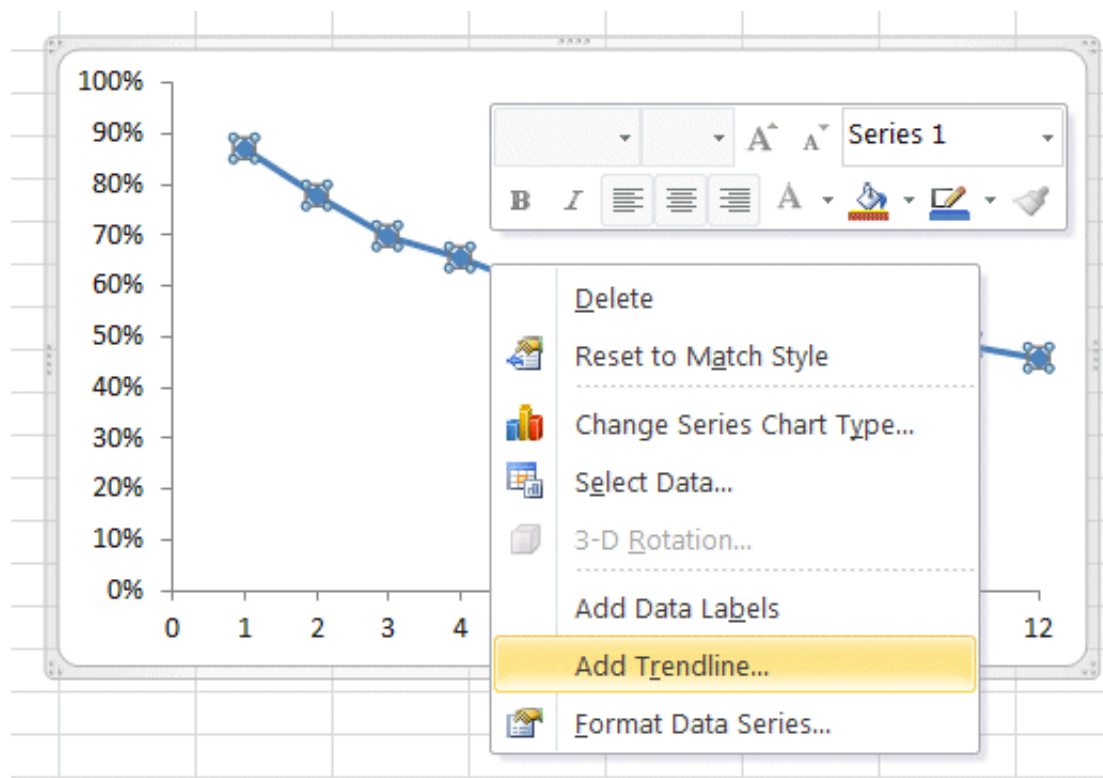 100%
90%
80%
70%
60%
50%
40%
30%
20%
10%
0%
0 1 2 3 4 12
A A Series 1
B I A
Delete
Reset to Match Style
Change Series Chart Type...
Select Data...
3-D Rotation...
Add Data Labels
Add Trendline...
Format Data Series...